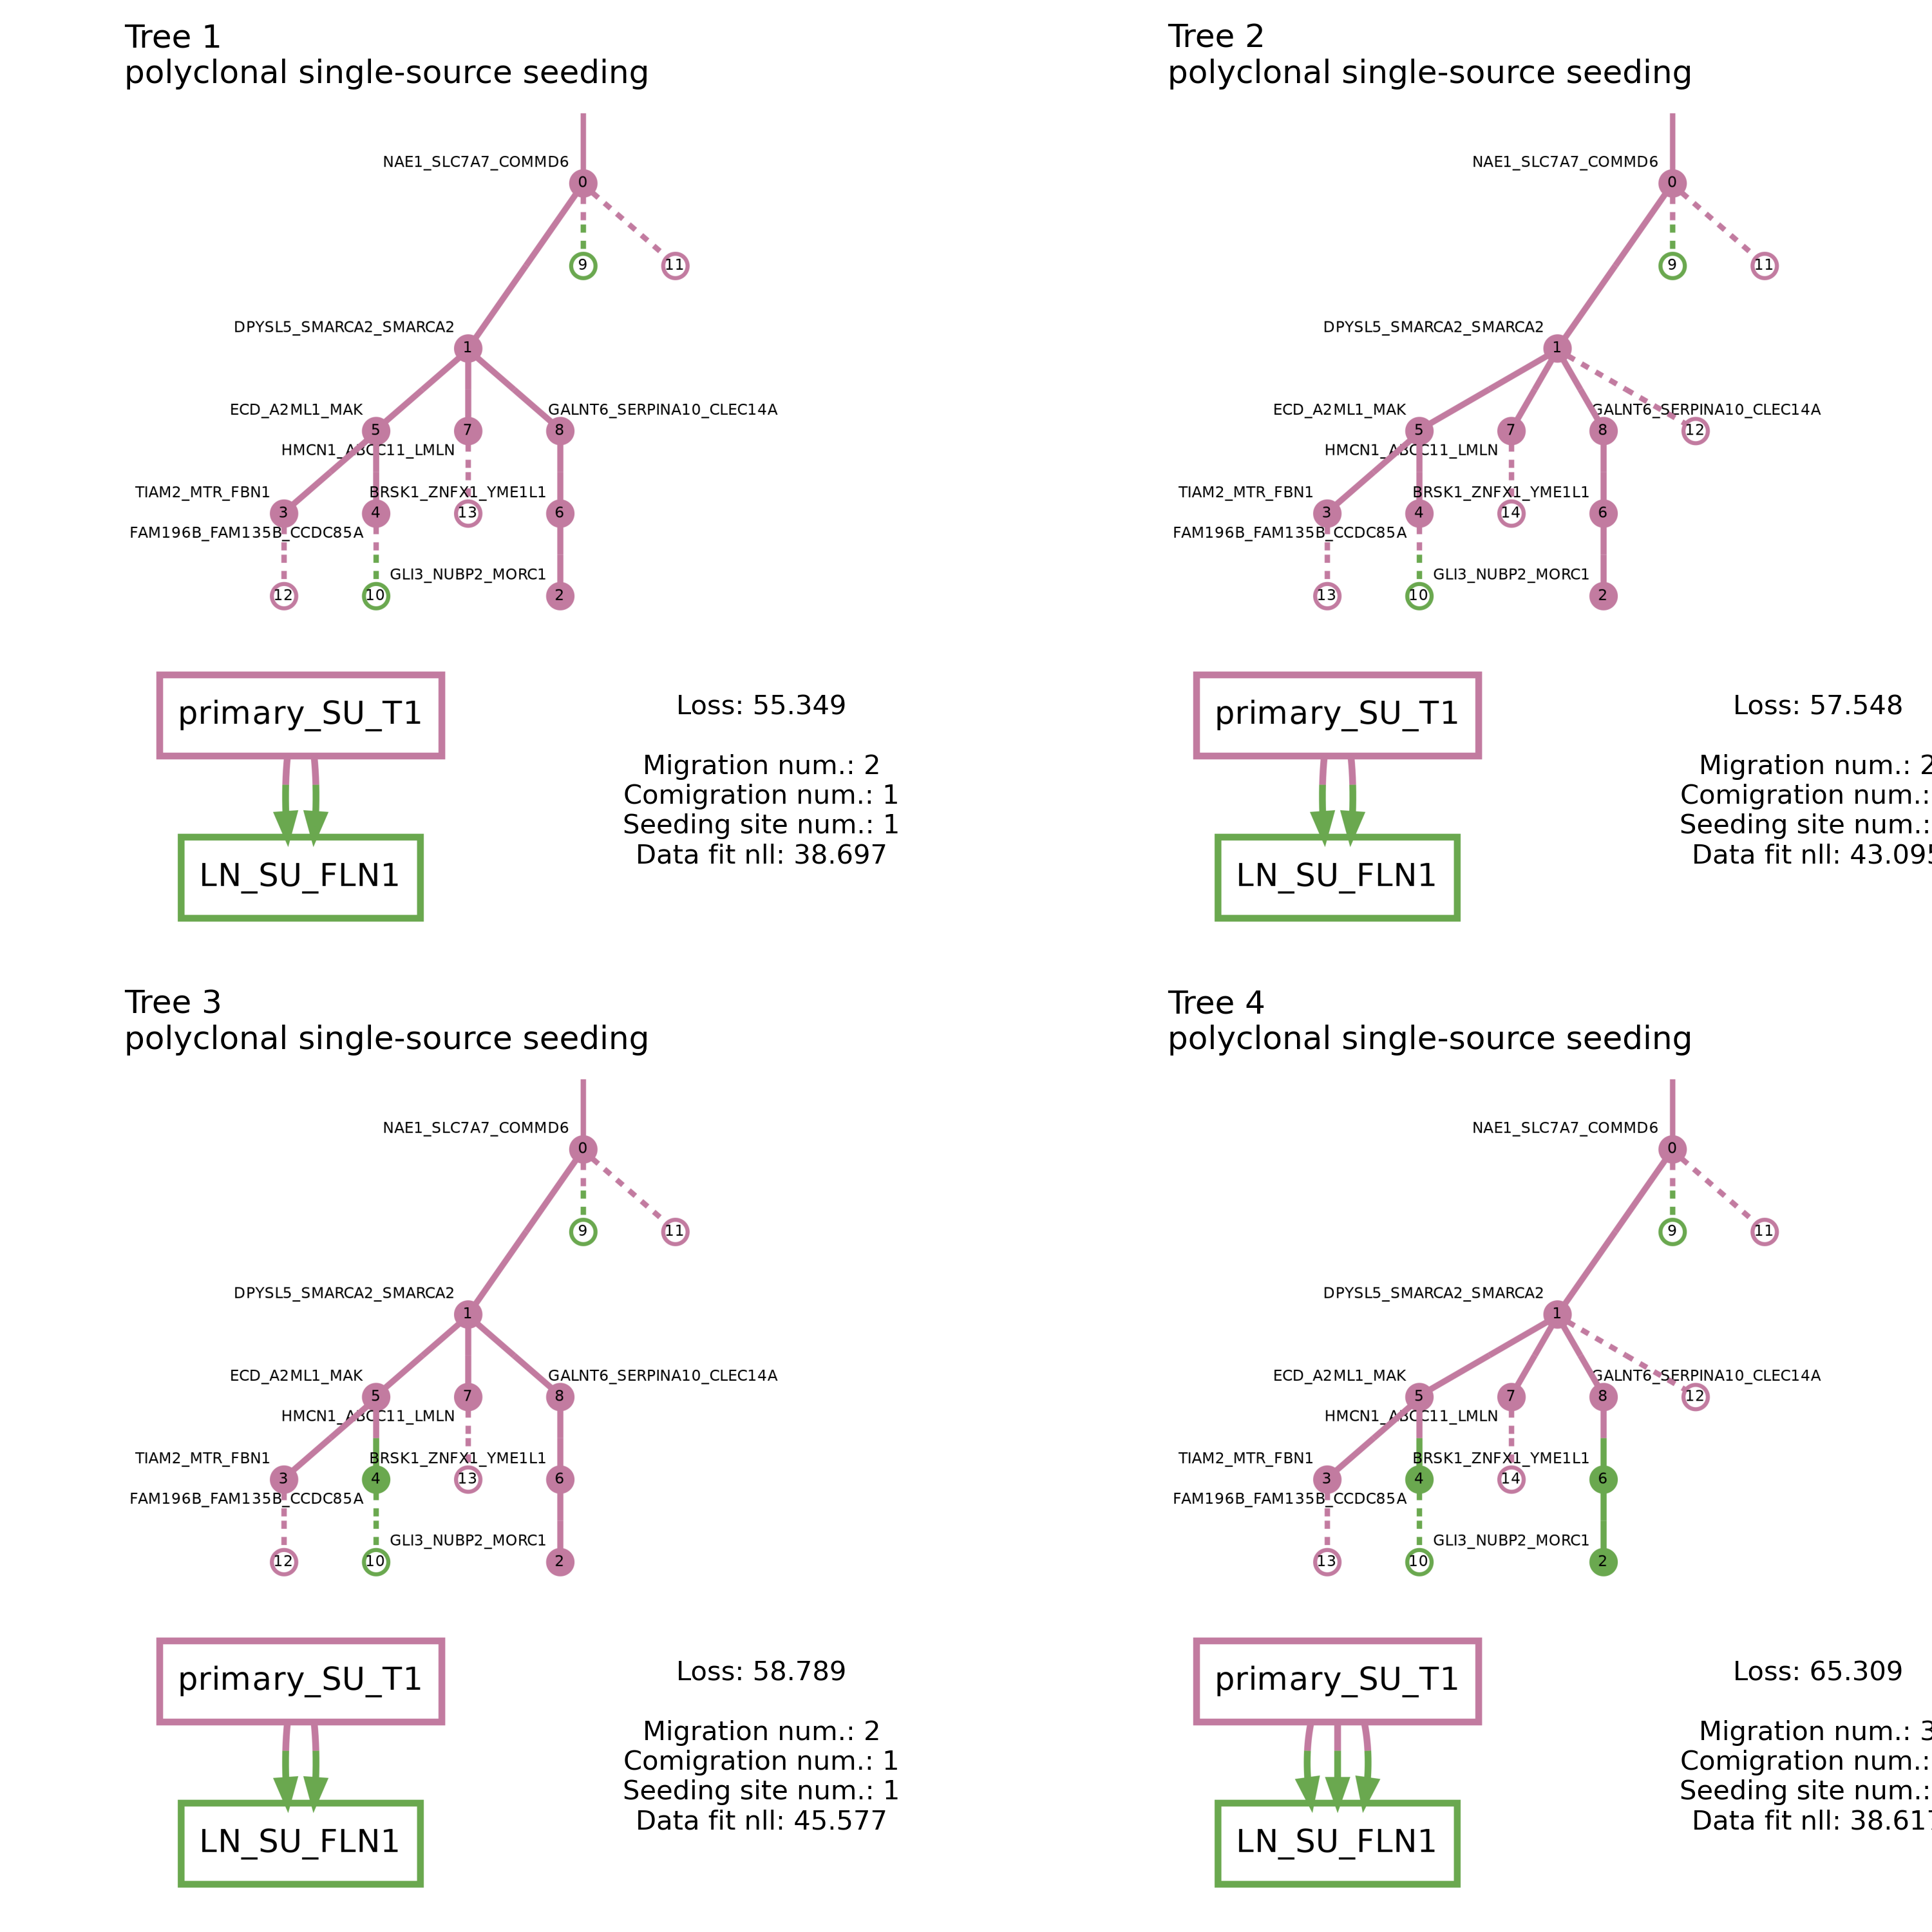 Tree 1
polyclonal single-source seeding
NAE1_SLC7A7_COMMD6
0
9
11
DPYSL5_SMARCA2_SMARCA2
1
ECD_A2ML1_MAK
GALNT6_SERPINA10_CLEC14A
5
7
8
HMCN1_ABCC11_LMLN
TIAM2_MTR_FBN1
BRSK1_ZNFX1_YME1L1
3
4
13
6
FAM196B_FAM135B_CCDC85A
GLI3_NUBP2_MORC1
12
10
2
primary_SU_T1
LN_SU_FLN1
Loss: 55.349
Migration num.: 2
Comigration num.: 1
Seeding site num.: 1
Data fit nll: 38.697
Tree 2
polyclonal single-source seeding
NAE1_SLC7A7_COMMD6
0
9
11
DPYSL5_SMARCA2_SMARCA2
1
ECD_A2ML1_MAK
GALNT6_SERPINA10_CLEC14A
5
7
8
12
HMCN1_ABCC11_LMLN
TIAM2_MTR_FBN1
BRSK1_ZNFX1_YME1L1
3
4
14
6
FAM196B_FAM135B_CCDC85A
GLI3_NUBP2_MORC1
13
10
2
primary_SU_T1
LN_SU_FLN1
Loss: 57.548
Migration num.: 2
Comigration num.:
Seeding site num.:
Data fit nll: 43.095
Tree 3
polyclonal single-source seeding
NAE1_SLC7A7_COMMD6
0
9
11
DPYSL5_SMARCA2_SMARCA2
1
ECD_A2ML1_MAK
GALNT6_SERPINA10_CLEC14A
5
7
8
HMCN1_ABCC11_LMLN
TIAM2_MTR_FBN1
BRSK1_ZNFX1_YME1L1
3
4
13
6
FAM196B_FAM135B_CCDC85A
GLI3_NUBP2_MORC1
12
10
2
primary_SU_T1
LN_SU_FLN1
Loss: 58.789
Migration num.: 2
Comigration num.: 1
Seeding site num.: 1
Data fit nll: 45.577
Tree 4
polyclonal single-source seeding
NAE1_SLC7A7_COMMD6
0
9
11
DPYSL5_SMARCA2_SMARCA2
1
ECD_A2ML1_MAK
GALNT6_SERPINA10_CLEC14A
5
7
8
12
HMCN1_ABCC11_LMLN
TIAM2_MTR_FBN1
BRSK1_ZNFX1_YME1L1
3
4
14
6
FAM196B_FAM135B_CCDC85A
GLI3_NUBP2_MORC1
13
10
2
primary_SU_T1
LN_SU_FLN1
Loss: 65.309
Migration num.: 3
Comigration num.:
Seeding site num.:
Data fit nll: 38.617